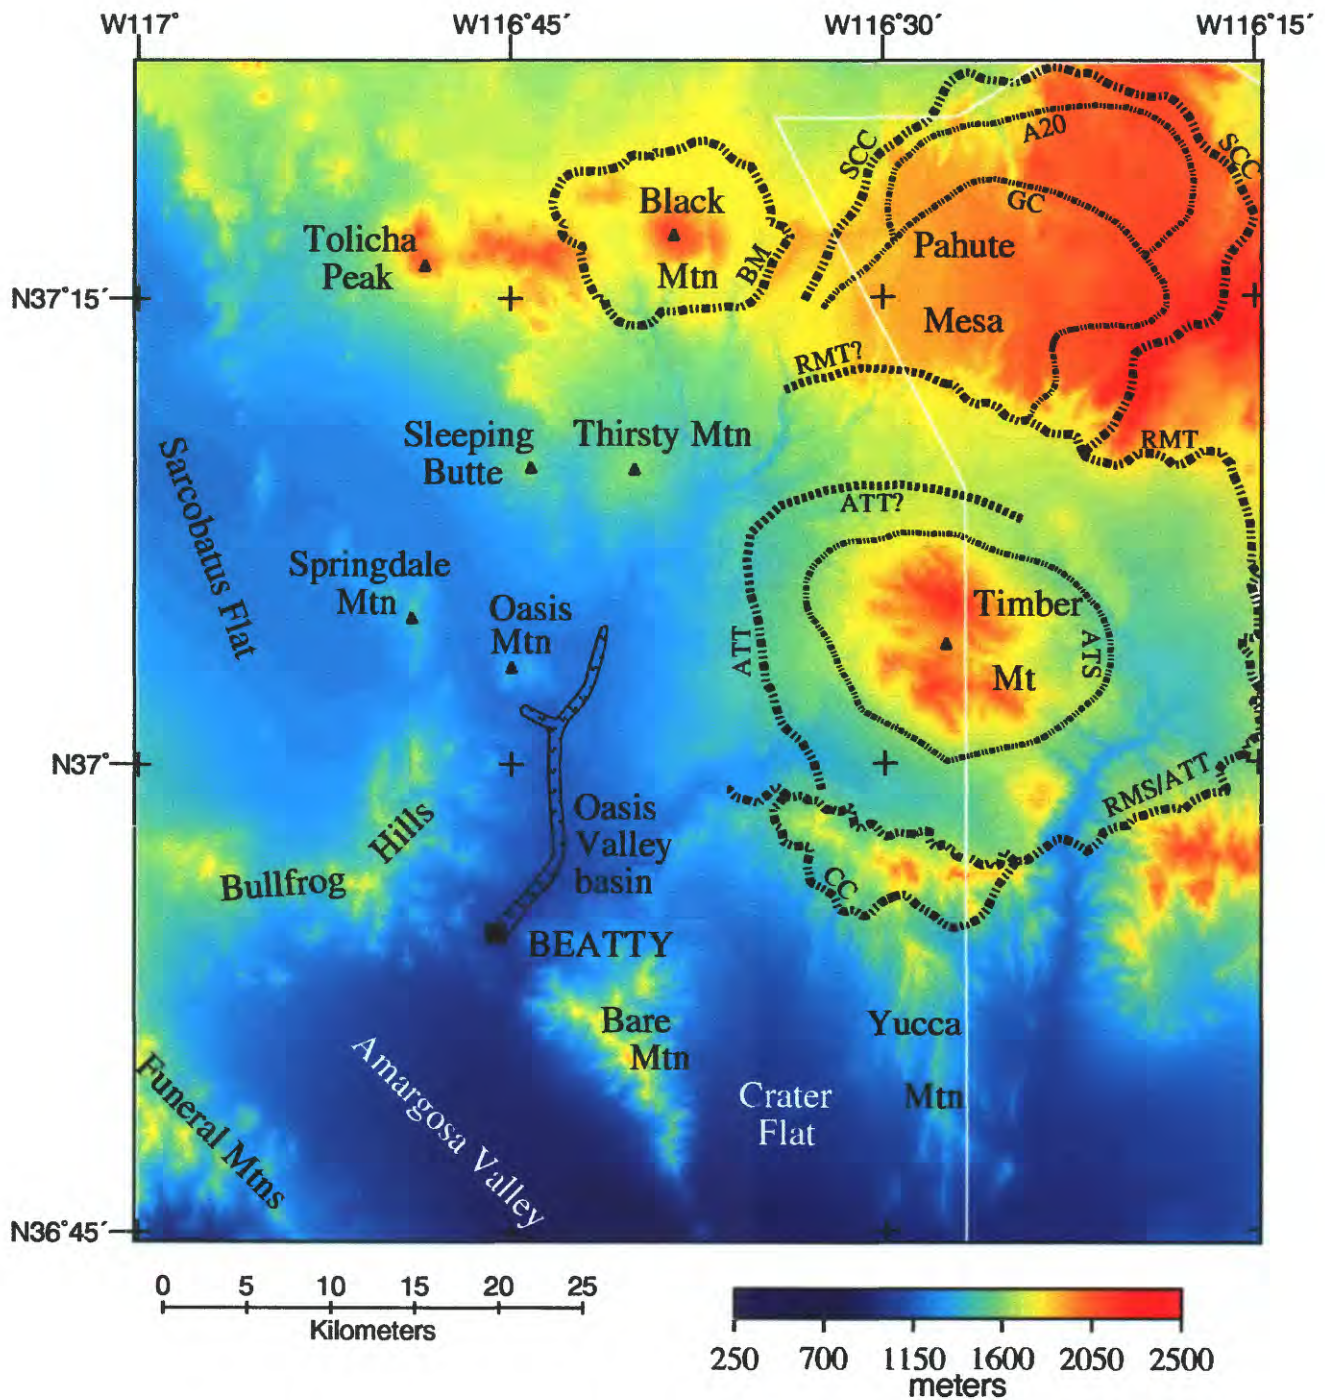 W117°
W116°45´
W116°30´
W116°15´
SCC
A20
SCC
Black
Mtn
BM
GC
Tolicha
Peak
Pahute
Mesa
N37°15´
RMT?
RMT
Sleeping
Butte
Thirsty Mtn
Sarcobatus Flat
ATT?
Springdale
Mtn
Oasis
Mtn
ATT
Timber
Mt
ATS
N37°
RMS/ATT
Oasis
Valley
basin
Hills
Bullfrog
CC
BEATTY
Bare
Mtn
Yucca
Mtn
Funeral Mtns
Amargosa Valley
Crater
Flat
N36°45´
0 5 10 15 20 25
Kilometers
250 700 1150 1600 2050 2500
meters